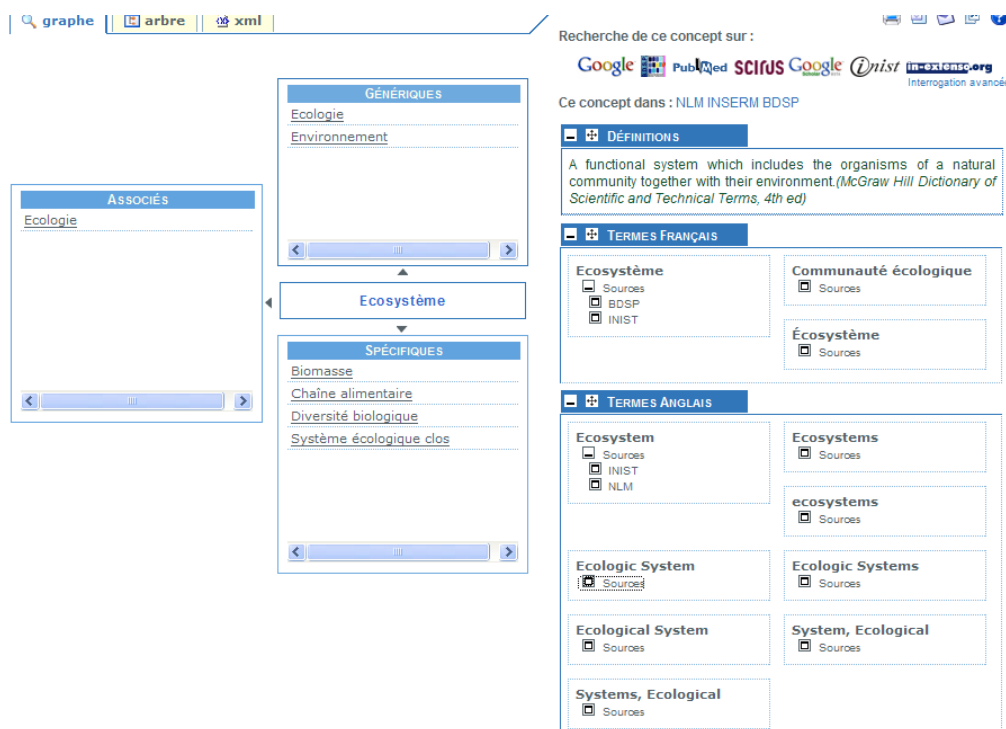 graphe
arbre
xml
ASSOCIÉS
Ecologie
GÉNÉRIQUES
Ecologie
Environnement
Ecosystème
SPÉCIFIQUES
Biomasse
Chaîne alimentaire
Diversité biologique
Système écologique clos
Recherche de ce concept sur :
Google PubMed SCIRUS Google inist in-extenso.org
Interrogation avancée
Ce concept dans : NLM INSERM BDSP
DÉFINITIONS
A functional system which includes the organisms of a natural
community together with their environment.(McGraw Hill Dictionary of
Scientific and Technical Terms, 4th ed)
TERMES FRANÇAIS
Ecosystème
Sources
BDSP
INIST
Communauté écologique
Sources
Écosystème
Sources
TERMES ANGLAIS
Ecosystem
Sources
INIST
NLM
Ecosystems
Sources
ecosystems
Sources
Ecologic System
Sources
Ecologic Systems
Sources
Ecological System
Sources
System, Ecological
Sources
Systems, Ecological
Sources